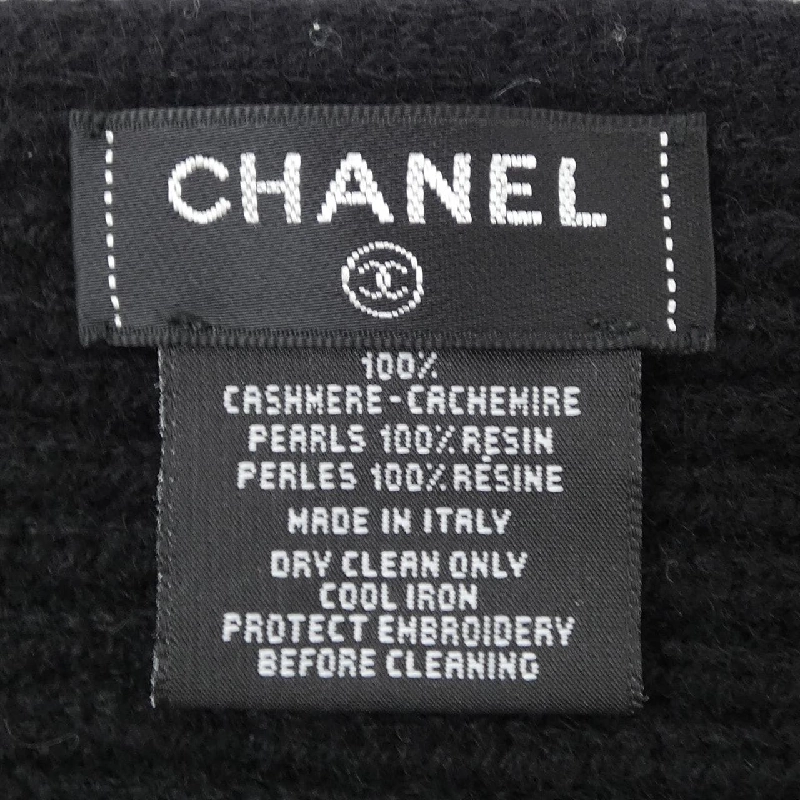 CHANEL
100%
CASHMERE-CACHEMIRE
PEARLS 100% RESIN
PERLES 100% RÉSINE
MADE IN ITALY
DRY CLEAN ONLY
COOL IRON
PROTECT EMBROIDERY
BEFORE CLEANING